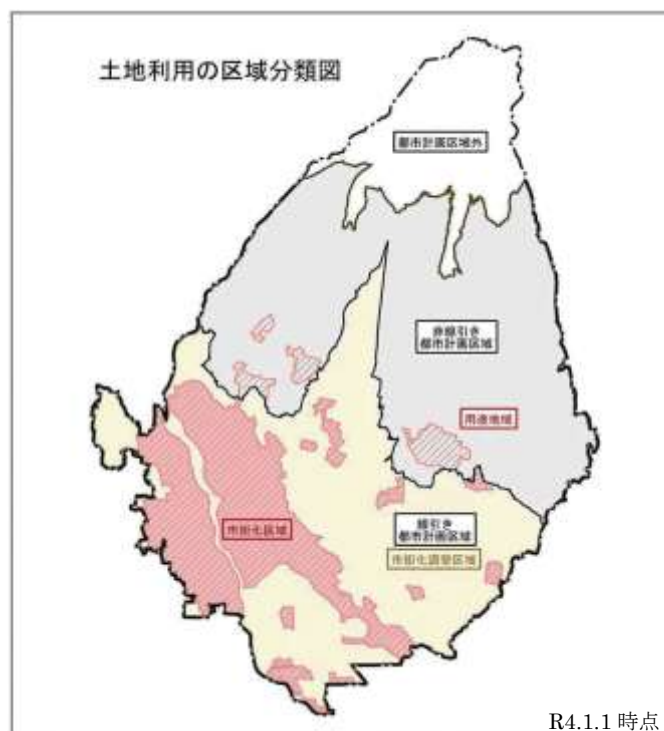 土地利用の区域分類図
都市計画区域外
非線引き
都市計画区域
用途地域
線引き
都市計画区域
市街化区域
市街化調整区域
R4.1.1 時点